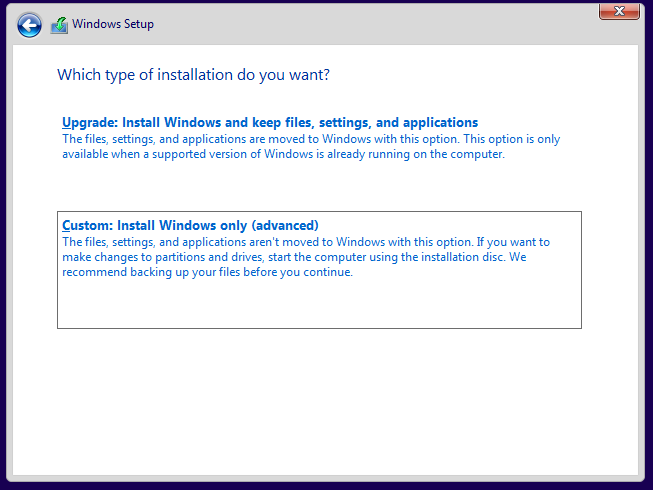 Windows Setup
Which type of installation do you want?
Upgrade: Install Windows and keep files, settings, and applications
The files, settings, and applications are moved to Windows with this option. This option is only
available when a supported version of Windows is already running on the computer.
Custom: Install Windows only (advanced)
The files, settings, and applications aren't moved to Windows with this option. If you want to
make changes to partitions and drives, start the computer using the installation disc. We
recommend backing up your files before you continue.